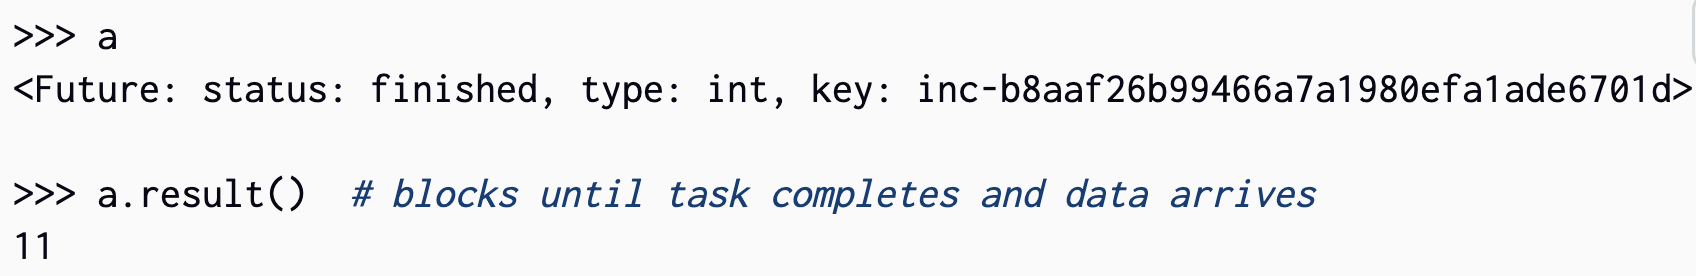 >>> a
<Future: status: finished, type: int, key: inc-b8aaf26b99466a7a1980efa1ade6701d>
>>> a.result()  # blocks until task completes and data arrives
11